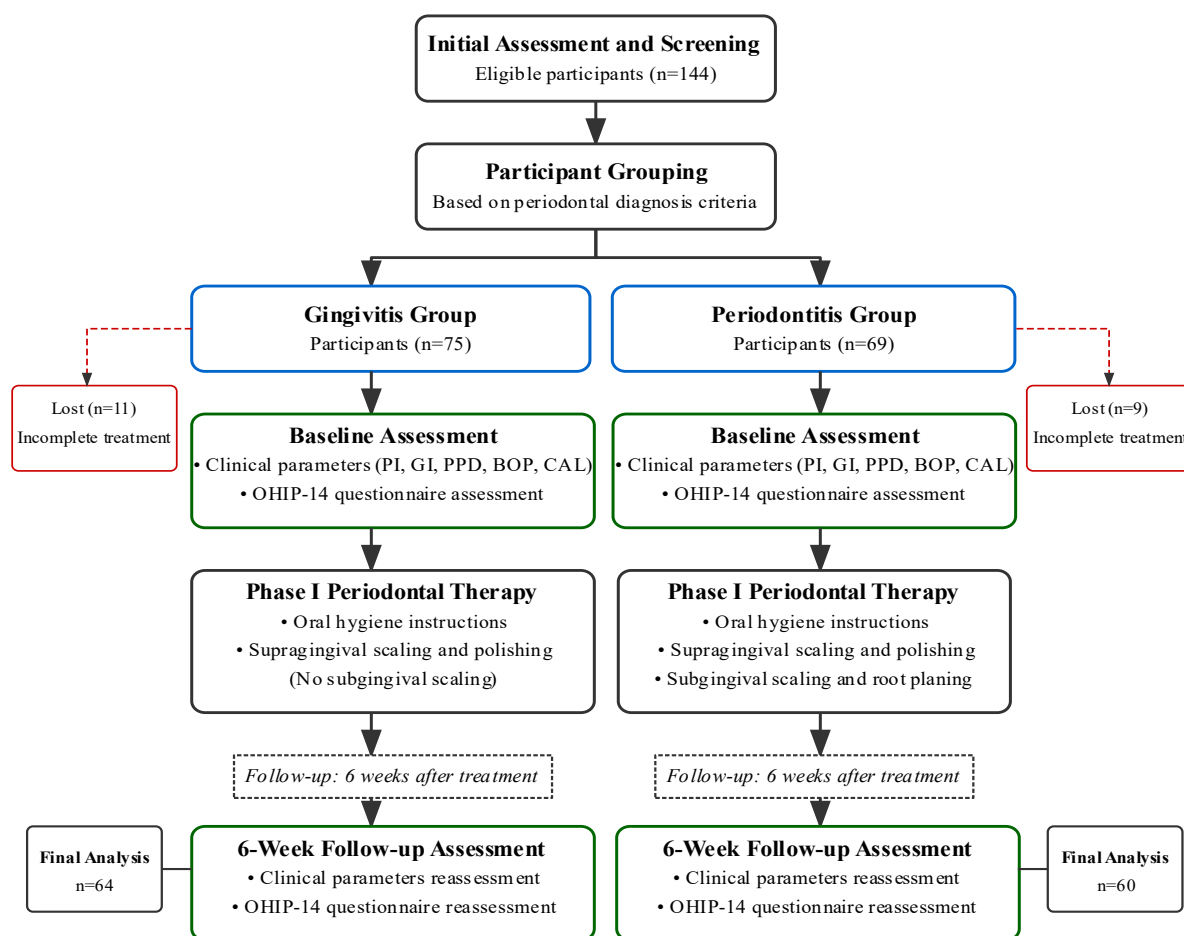 Initial Assessment and Screening
Eligible participants (n=144)
Participant Grouping
Based on periodontal diagnosis criteria
Gingivitis Group
Participants (n=75)
Periodontitis Group
Participants (n=69)
Lost (n=11)
Incomplete treatment
Lost (n=9)
Incomplete treatment
Baseline Assessment
• Clinical parameters (PI, GI, PPD, BOP, CAL)
• OHIP-14 questionnaire assessment
Baseline Assessment
• Clinical parameters (PI, GI, PPD, BOP, CAL)
• OHIP-14 questionnaire assessment
Phase I Periodontal Therapy
• Oral hygiene instructions
• Supragingival scaling and polishing
(No subgingival scaling)
Phase I Periodontal Therapy
• Oral hygiene instructions
• Supragingival scaling and polishing
• Subgingival scaling and root planing
Follow-up: 6 weeks after treatment
Follow-up: 6 weeks after treatment
Final Analysis
n=64
6-Week Follow-up Assessment
• Clinical parameters reassessment
• OHIP-14 questionnaire reassessment
6-Week Follow-up Assessment
• Clinical parameters reassessment
• OHIP-14 questionnaire reassessment
Final Analysis
n=60